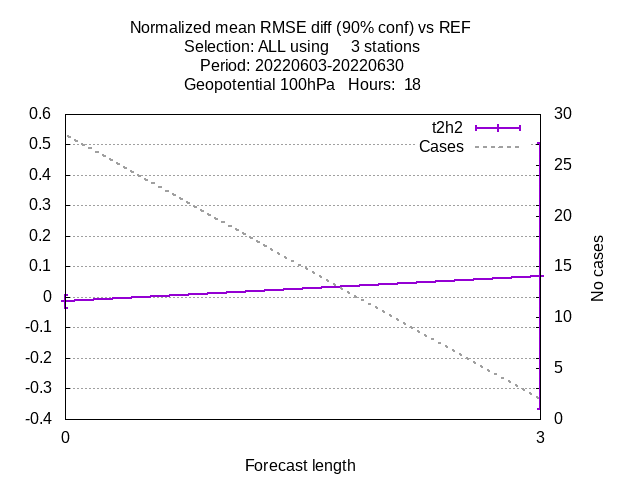 Normalized mean RMSE diff (90% conf) vs REF
Selection: ALL using     3 stations
Period: 20220603-20220630
Geopotential 100hPa   Hours:  18
t2h2
Cases
0.6
0.5
0.4
0.3
0.2
0.1
0
-0.1
-0.2
-0.3
-0.4
30
25
20
15
10
5
0
No cases
0
3
Forecast length